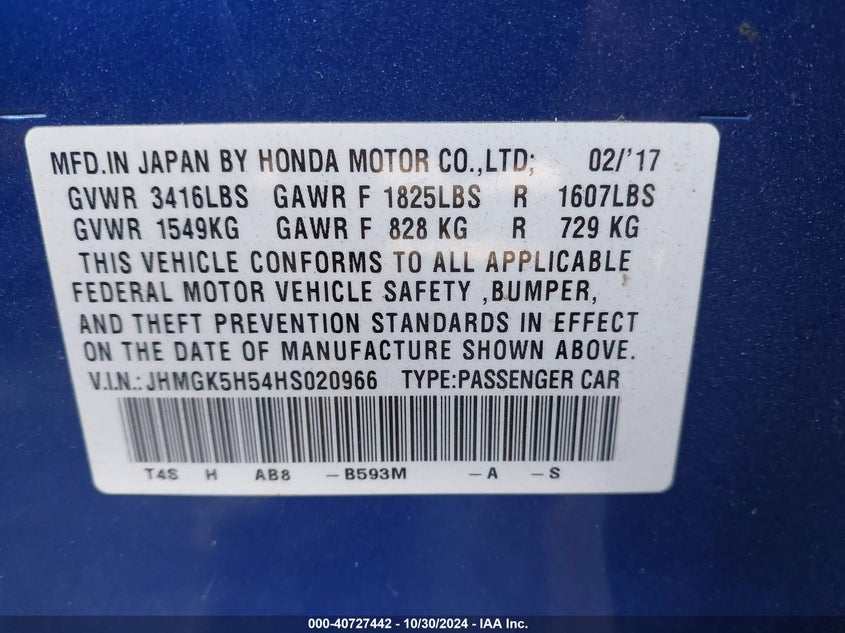 MFD.IN JAPAN BY HONDA MOTOR CO.,LTD; 02/'17
GVWR 3416LBS GAWR F 1825LBS R 1607LBS
GVWR 1549KG GAWR F 828 KG R 729 KG
THIS VEHICLE CONFORMS TO ALL APPLICABLE
FEDERAL MOTOR VEHICLE SAFETY ,BUMPER,
AND THEFT PREVENTION STANDARDS IN EFFECT
ON THE DATE OF MANUFACTURE SHOWN ABOVE.
V.I.N.: JHMGK5H54HS020966 TYPE:PASSENGER CAR
T4S H AB8 -B593M -A -S
000-40727442 - 10/30/2024 - IAA Inc.